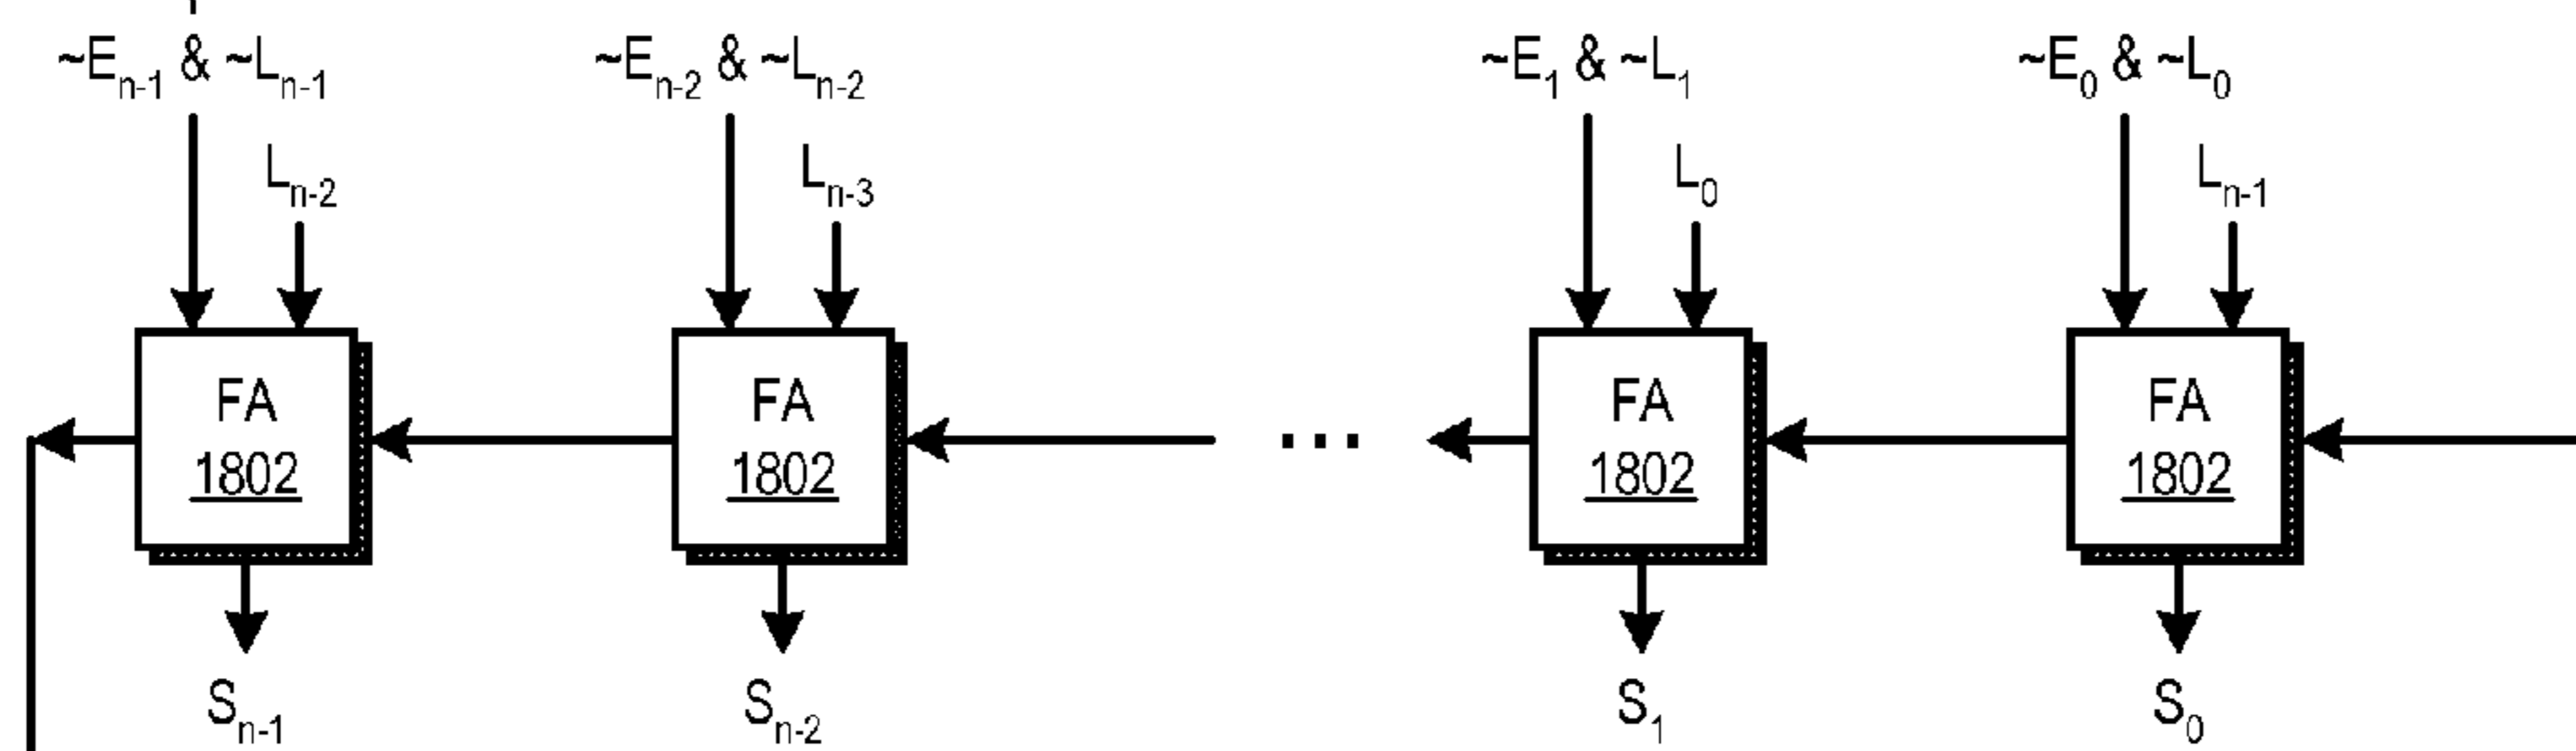 ~Eₙ₋₁ & ~Lₙ₋₁ ~Eₙ₋₂ & ~Lₙ₋₂ ~E₁ & ~L₁ ~E₀ & ~L₀
Lₙ₋₂ Lₙ₋₃ L₀ Lₙ₋₁
FA FA FA FA
1802 1802 ... 1802 1802
Sₙ₋₁ Sₙ₋₂ S₁ S₀